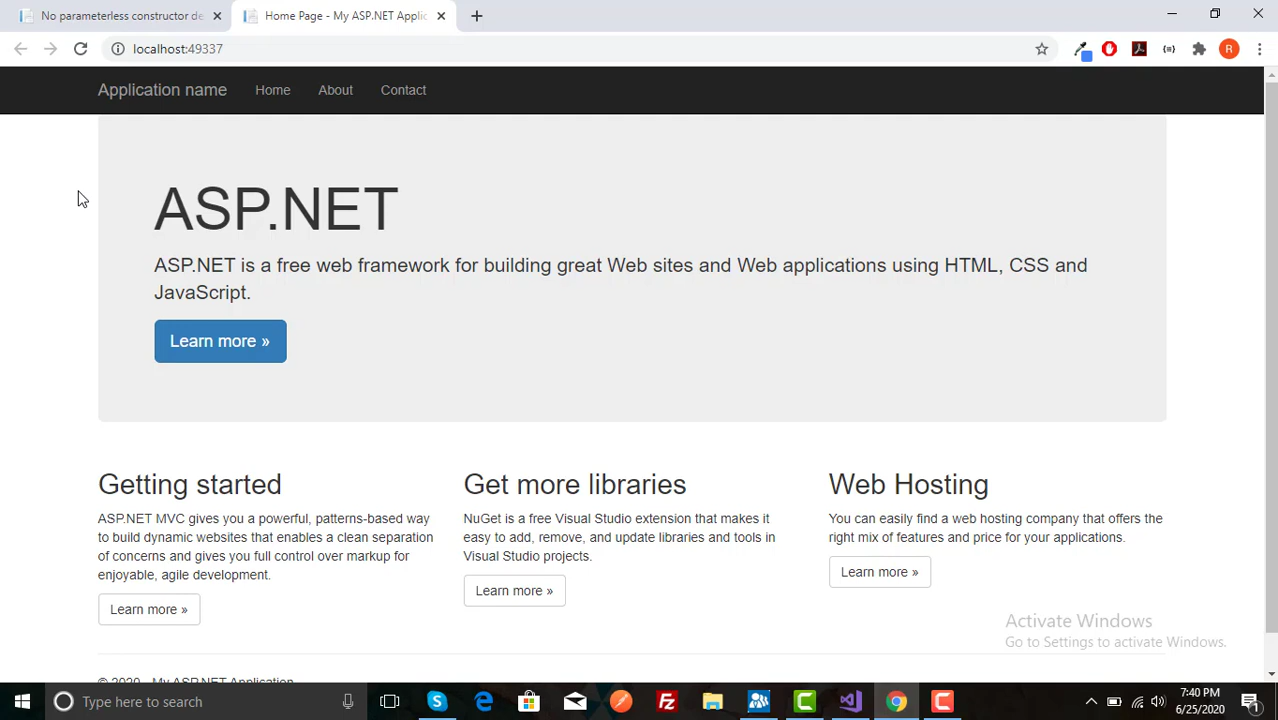 No parameterless constructor de
Home Page - My ASP.NET Applic
localhost:49337
R
Application name Home About Contact
ASP.NET
ASP.NET is a free web framework for building great Web sites and Web applications using HTML, CSS and
JavaScript.
Learn more »
Getting started
ASP.NET MVC gives you a powerful, patterns-based way
to build dynamic websites that enables a clean separation
of concerns and gives you full control over markup for
enjoyable, agile development.
Learn more »
Get more libraries
NuGet is a free Visual Studio extension that makes it
easy to add, remove, and update libraries and tools in
Visual Studio projects.
Learn more »
Web Hosting
You can easily find a web hosting company that offers the
right mix of features and price for your applications.
Learn more »
Activate Windows
Go to Settings to activate Windows.
© 2020 - My ASP.NET Application
Type here to search
7:40 PM
6/25/2020